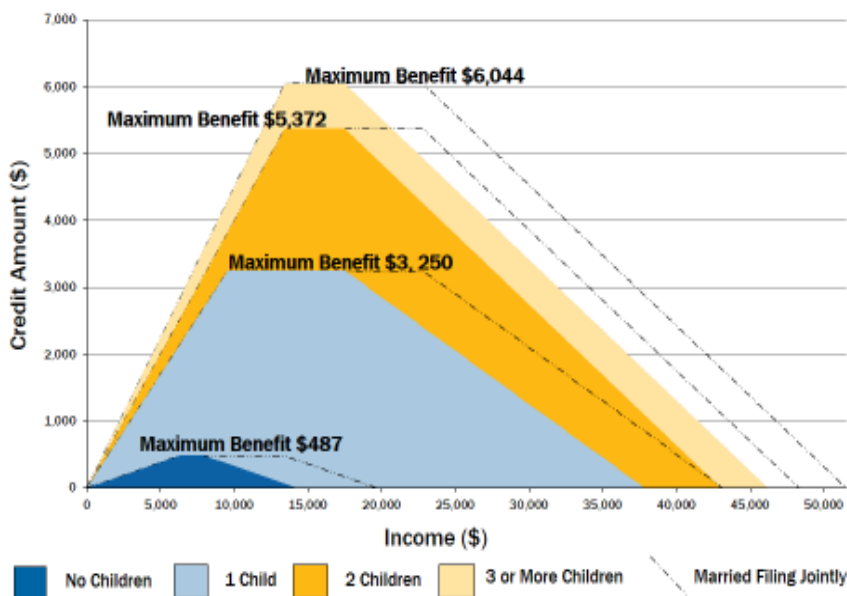 7,000
6,000
5,000
4,000
3,000
2,000
1,000
0
Credit Amount ($)
Maximum Benefit $6,044
Maximum Benefit $5,372
Maximum Benefit $3, 250
Maximum Benefit $487
0 5,000 10,000 15,000 20,000 25,000 30,000 35,000 40,000 45,000 50,000
Income ($)
No Children 1 Child 2 Children 3 or More Children Married Filing Jointly